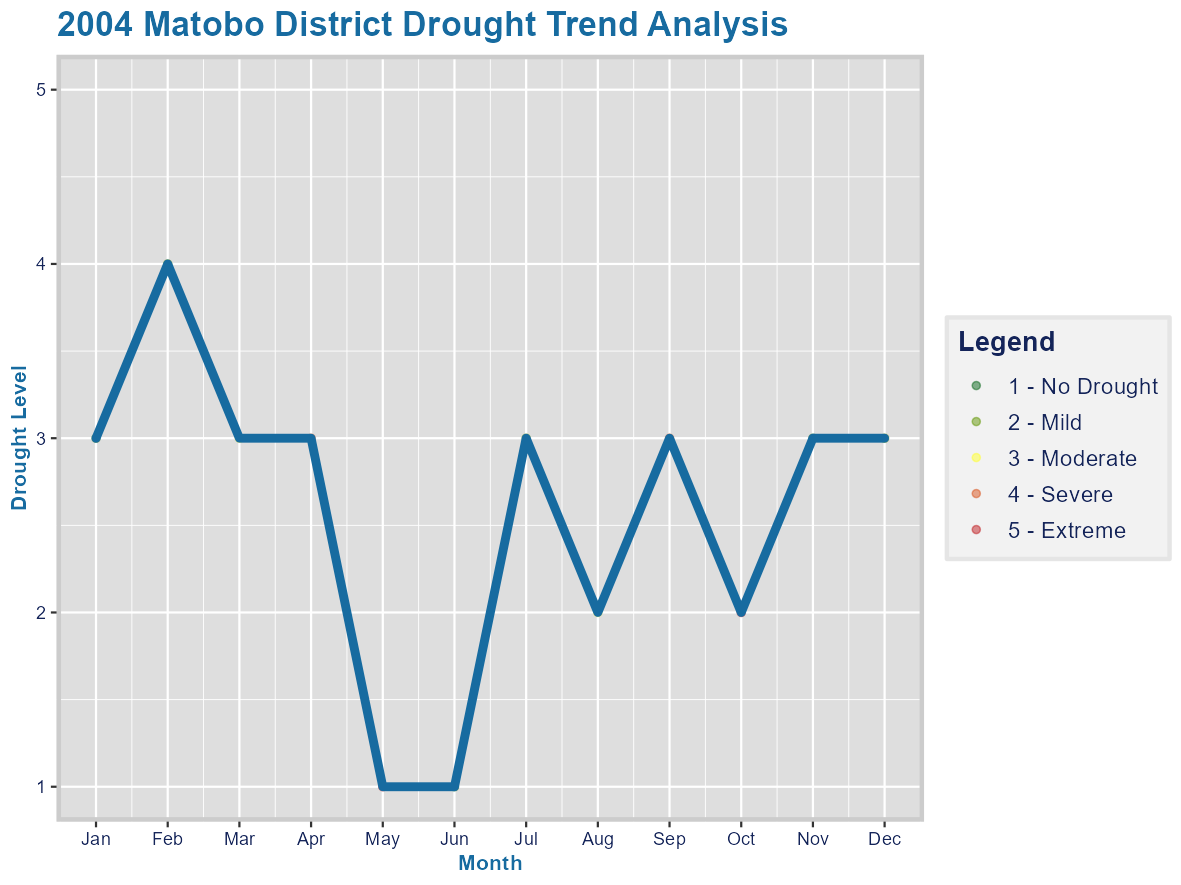 2004 Matobo District Drought Trend Analysis
5
4
3
2
1
Drought Level
Jan Feb Mar Apr May Jun Jul Aug Sep Oct Nov Dec
Month
Legend
1 - No Drought
2 - Mild
3 - Moderate
4 - Severe
5 - Extreme